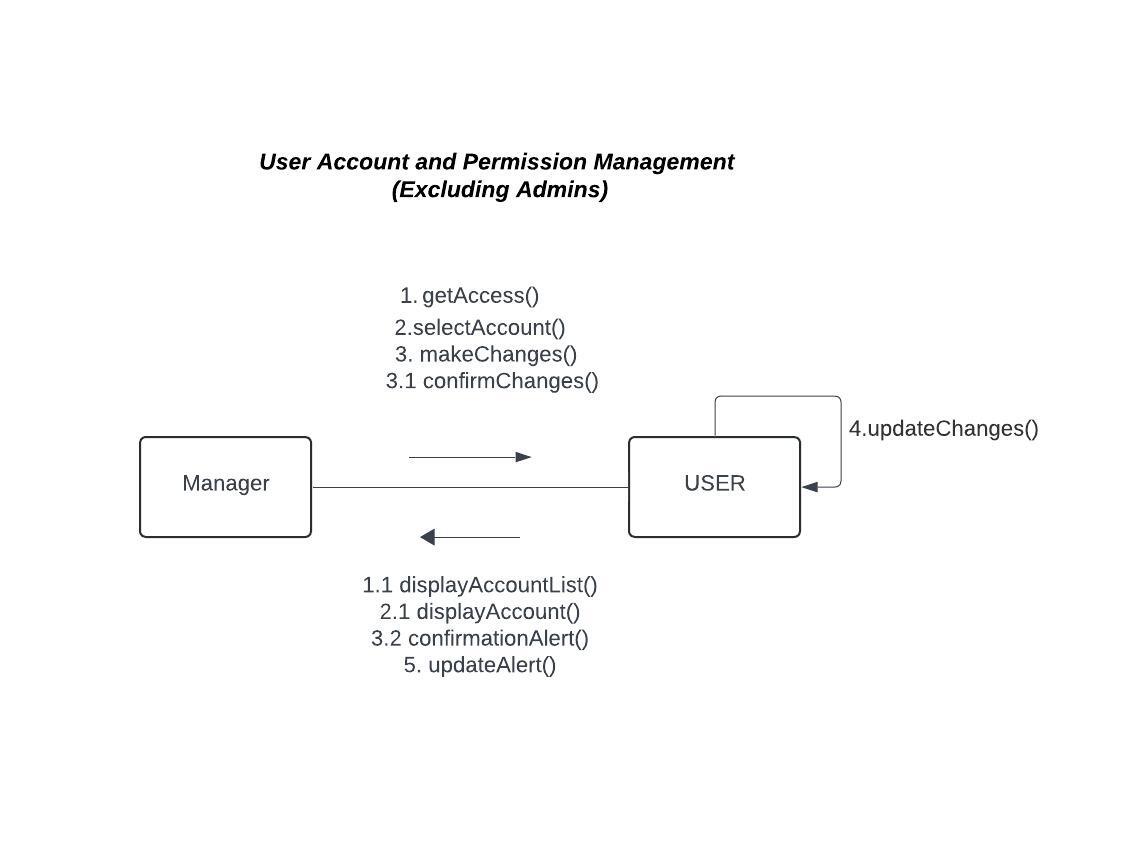 User Account and Permission Management
(Excluding Admins)
1. getAccess()
2.selectAccount()
3. makeChanges()
3.1 confirmChanges()
4.updateChanges()
Manager
USER
1.1 displayAccountList()
2.1 displayAccount()
3.2 confirmationAlert()
5. updateAlert()